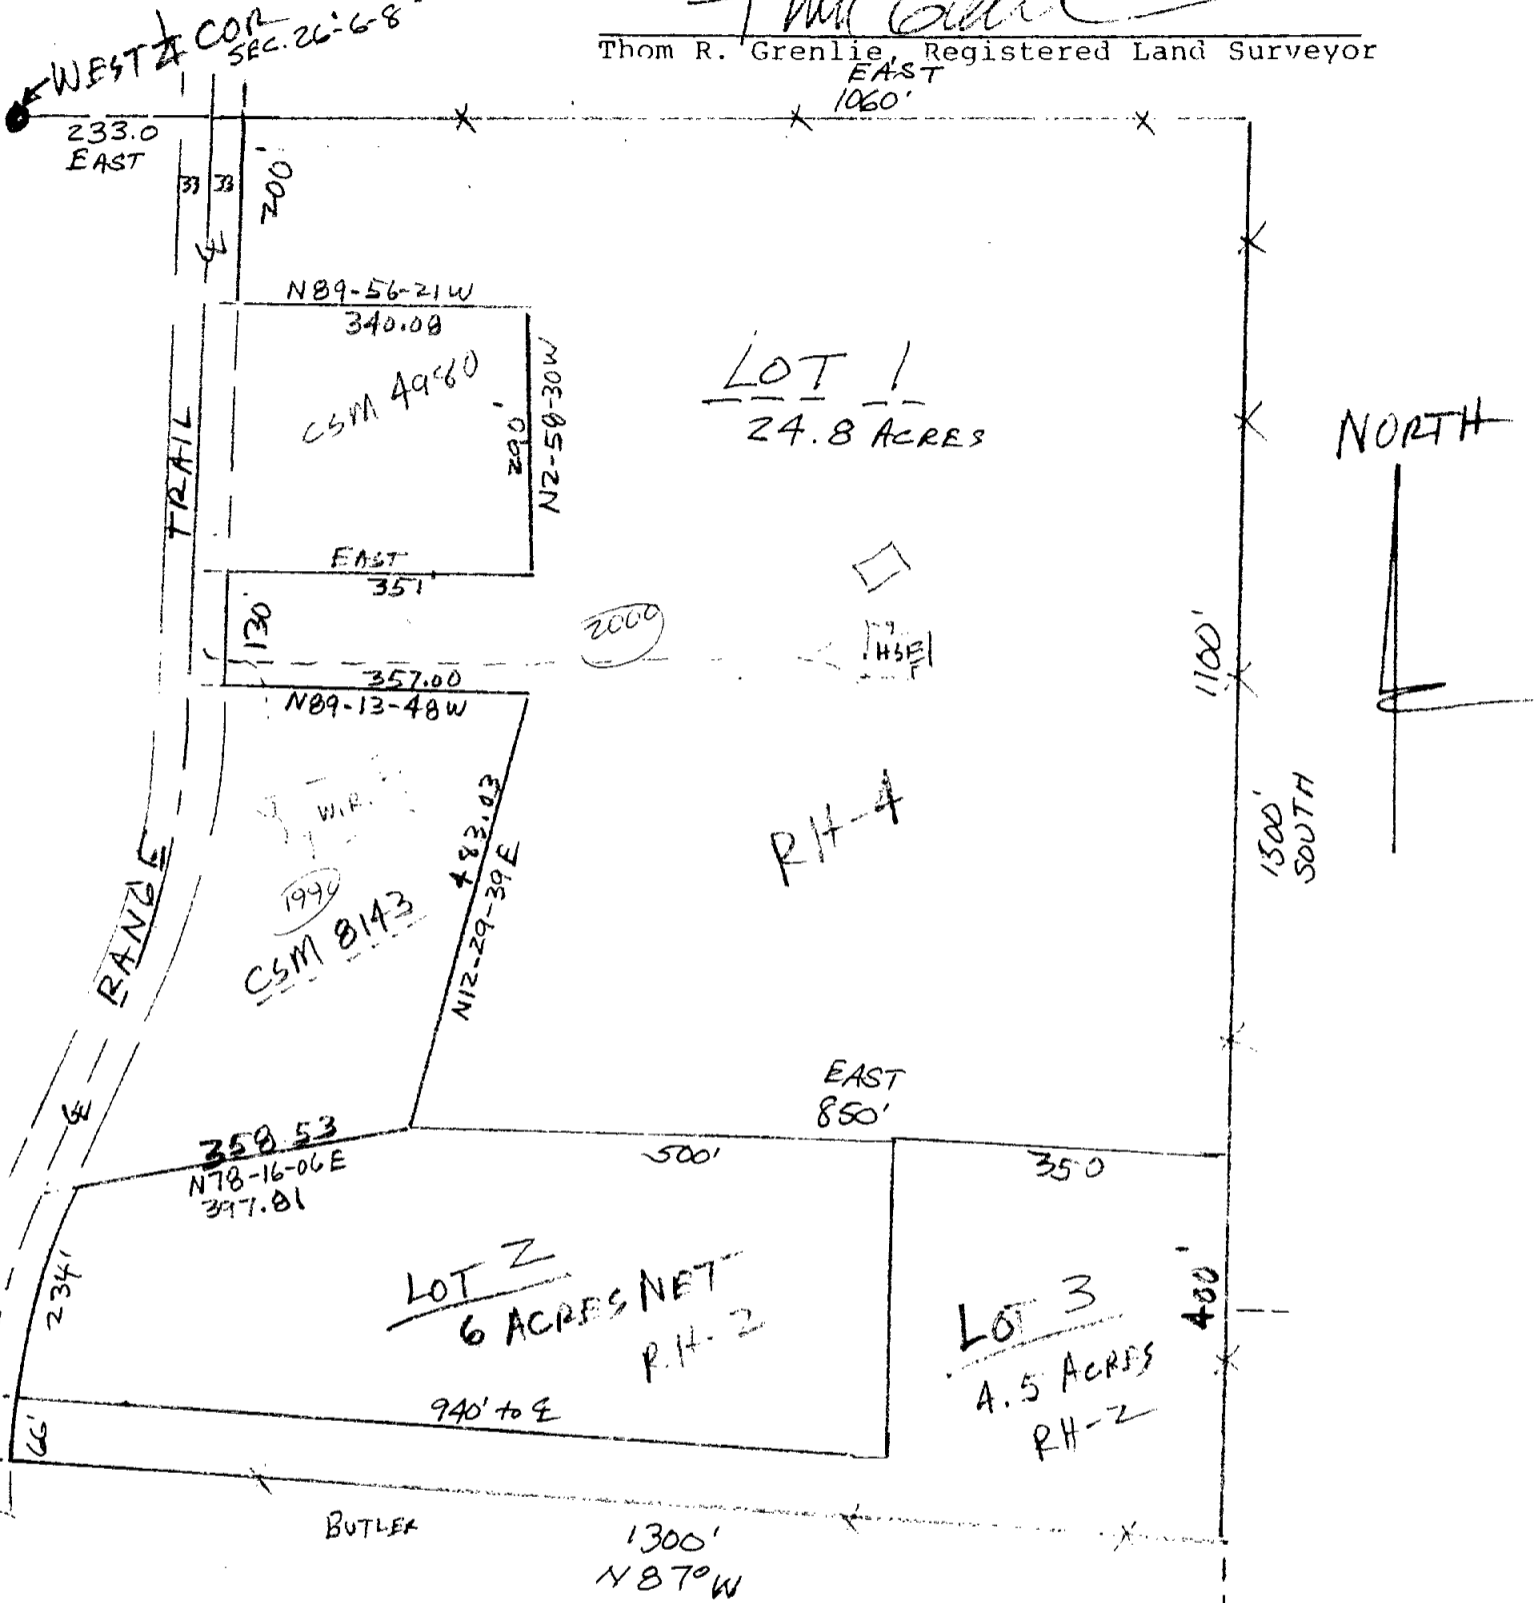 Thom R. Grenlie, Registered Land Surveyor
WEST 1/4 COR
SEC. 26-6-8
EAST
1060'
233.0
EAST
33 33
200'
℄
N89-56-21W
340.08
CSM 4980
290'
N2-58-30W
LOT 1
24.8 ACRES
NORTH
TRAIL
EAST
351'
130'
2000
HSE
357.00
N89-13-48W
1100'
1500'
SOUTH
W.R.
RH-4
483.03
N12-29-39E
1990
CSM 8143
RANGE
℄
EAST
850'
358.53
N78-16-06E
397.81
500'
350
234'
LOT 2
6 ACRES NET
RH-2
LOT 3
4.5 ACRES
RH-2
400'
940' to ℄
66'
BUTLER
1300'
N87°W